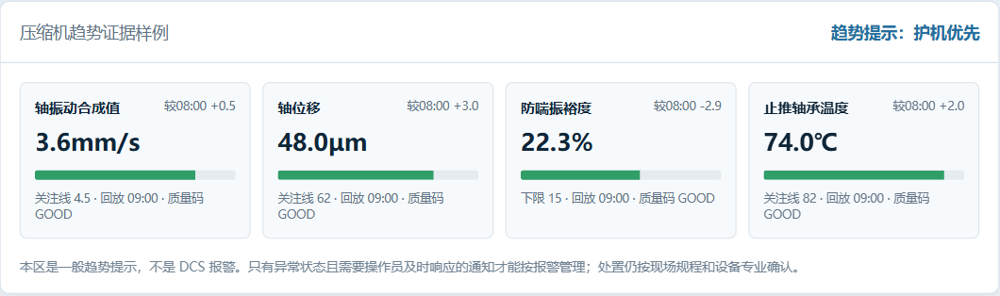 压缩机趋势证据样例
趋势提示：护机优先
轴振动合成值
较08:00 +0.5
3.6mm/s
关注线 4.5 · 回放 09:00 · 质量码
GOOD
轴位移
较08:00 +3.0
48.0μm
关注线 62 · 回放 09:00 · 质量码
GOOD
防喘振裕度
较08:00 -2.9
22.3%
下限 15 · 回放 09:00 · 质量码 GOOD
止推轴承温度
较08:00 +2.0
74.0℃
关注线 82 · 回放 09:00 · 质量码
GOOD
本区是一般趋势提示，不是 DCS 报警。只有异常状态且需要操作员及时响应的通知才能按报警管理；处置仍按现场规程和设备专业确认。